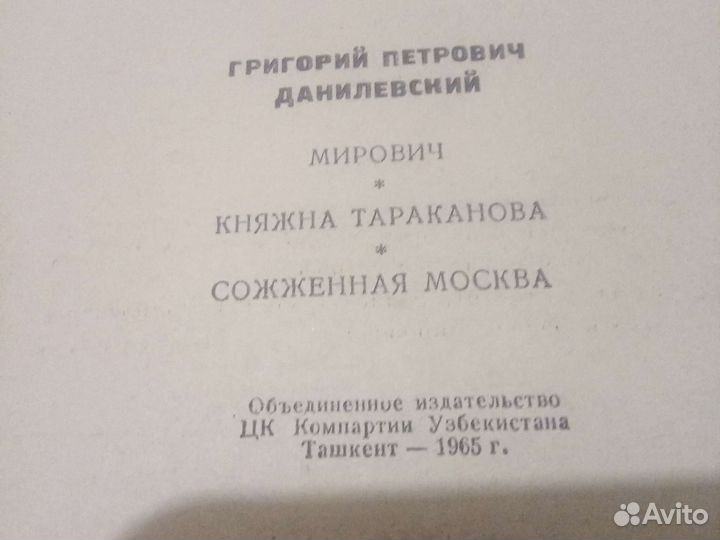 ГРИГОРИЙ ПЕТРОВИЧ
ДАНИЛЕВСКИЙ
МИРОВИЧ
*
КНЯЖНА ТАРАКАНОВА
*
СОЖЖЕННАЯ МОСКВА
Объединенное издательство
ЦК Компартии Узбекистана
Ташкент — 1965 г.
Avito